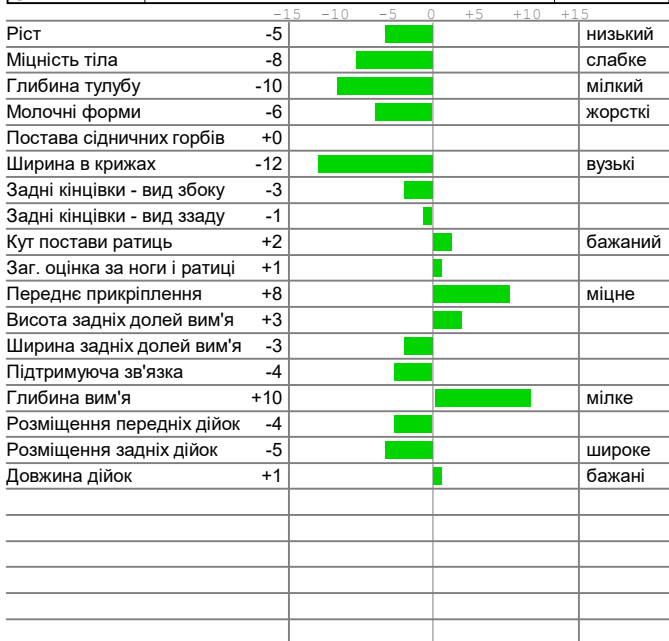 -15 -10 -5 0 +5 +10 +15
Ріст -5 низький
Міцність тіла -8 слабке
Глибина тулубу -10 мілкий
Молочні форми -6 жорсткі
Постава сідничних горбів +0
Ширина в крижах -12 вузькі
Задні кінцівки - вид збоку -3
Задні кінцівки - вид ззаду -1
Кут постави ратиць +2 бажаний
Заг. оцінка за ноги і ратиці +1
Переднє прикріплення +8 міцне
Висота задніх долей вим'я +3
Ширина задніх долей вим'я -3
Підтримуюча зв'язка -4
Глибина вим'я +10 мілке
Розміщення передніх дійок -4
Розміщення задніх дійок -5 широке
Довжина дійок +1 бажані